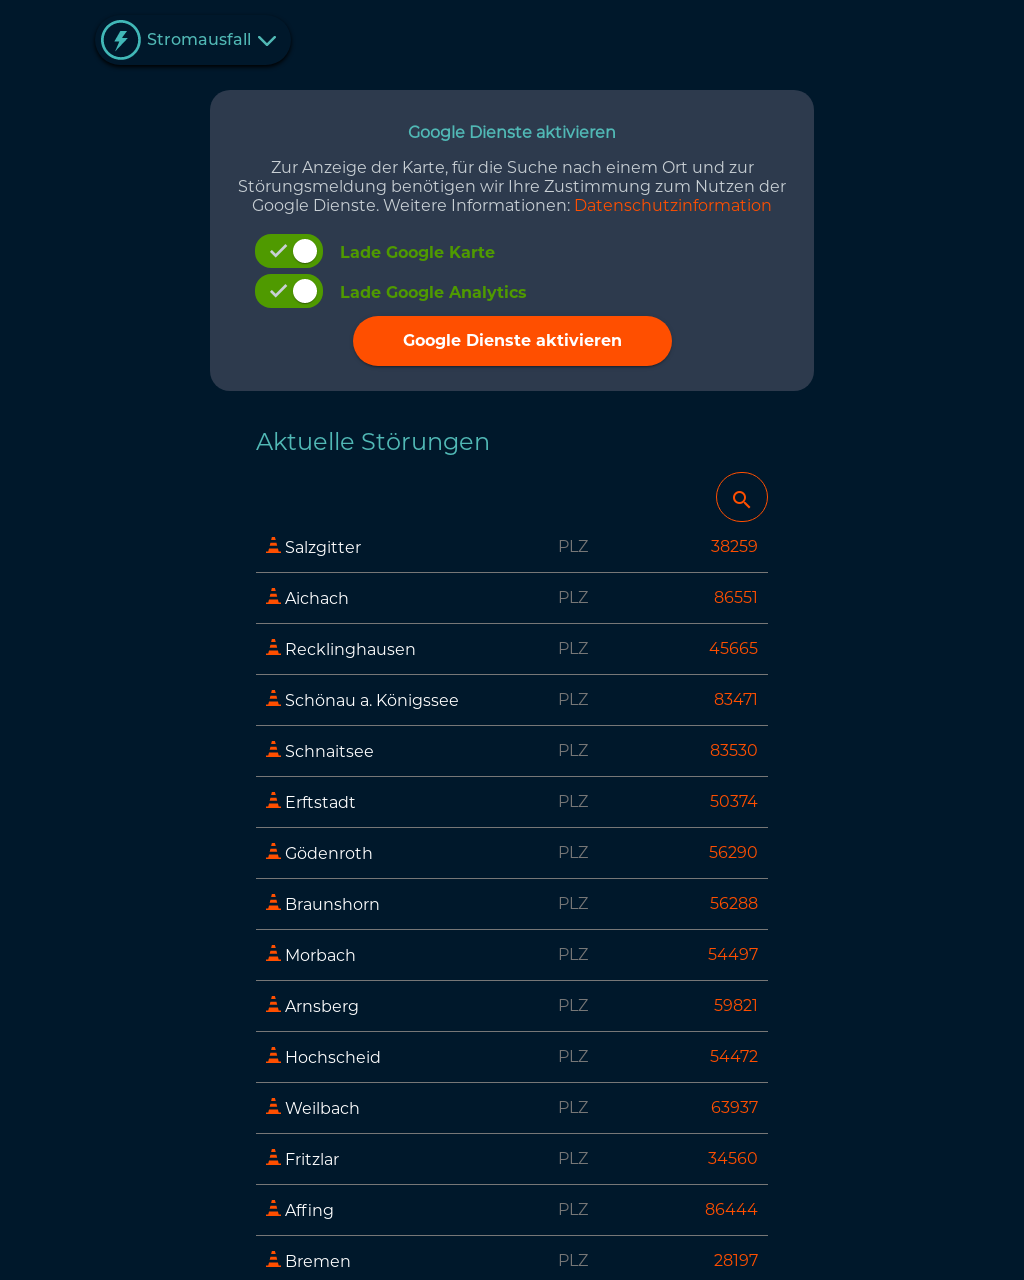 Stromausfall
Google Dienste aktivieren
Zur Anzeige der Karte, für die Suche nach einem Ort und zur
Störungsmeldung benötigen wir Ihre Zustimmung zum Nutzen der
Google Dienste. Weitere Informationen: Datenschutzinformation
Lade Google Karte
Lade Google Analytics
Google Dienste aktivieren
Aktuelle Störungen
Salzgitter PLZ 38259
Aichach PLZ 86551
Recklinghausen PLZ 45665
Schönau a. Königssee PLZ 83471
Schnaitsee PLZ 83530
Erftstadt PLZ 50374
Gödenroth PLZ 56290
Braunshorn PLZ 56288
Morbach PLZ 54497
Arnsberg PLZ 59821
Hochscheid PLZ 54472
Weilbach PLZ 63937
Fritzlar PLZ 34560
Affing PLZ 86444
Bremen PLZ 28197